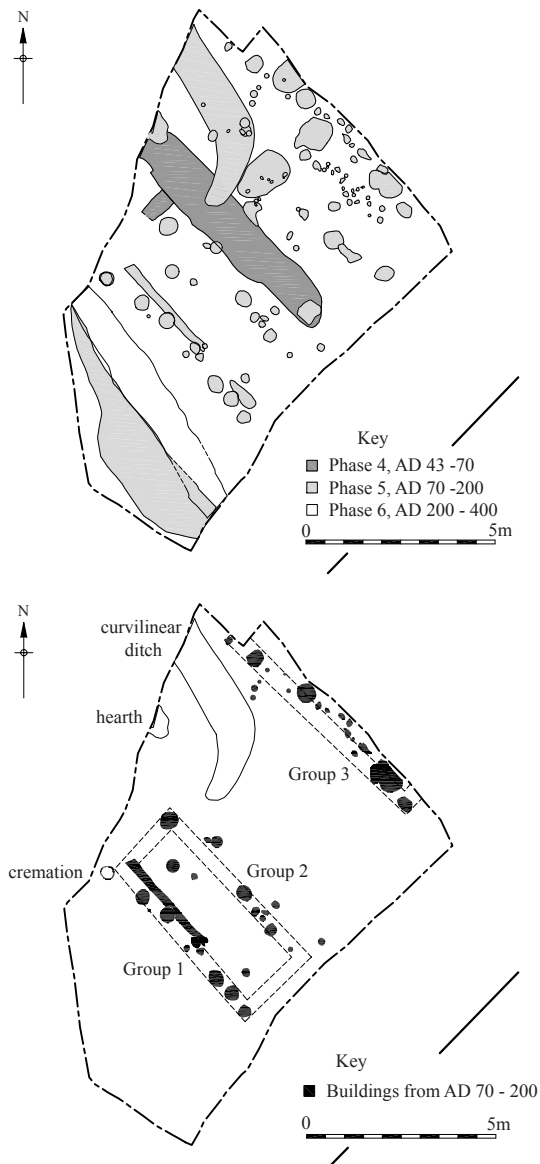 N
Key
Phase 4, AD 43 -70
Phase 5, AD 70 -200
Phase 6, AD 200 - 400
0 5m
N
curvilinear
ditch
hearth
Group 3
cremation
Group 2
Group 1
Key
Buildings from AD 70 - 200
0 5m